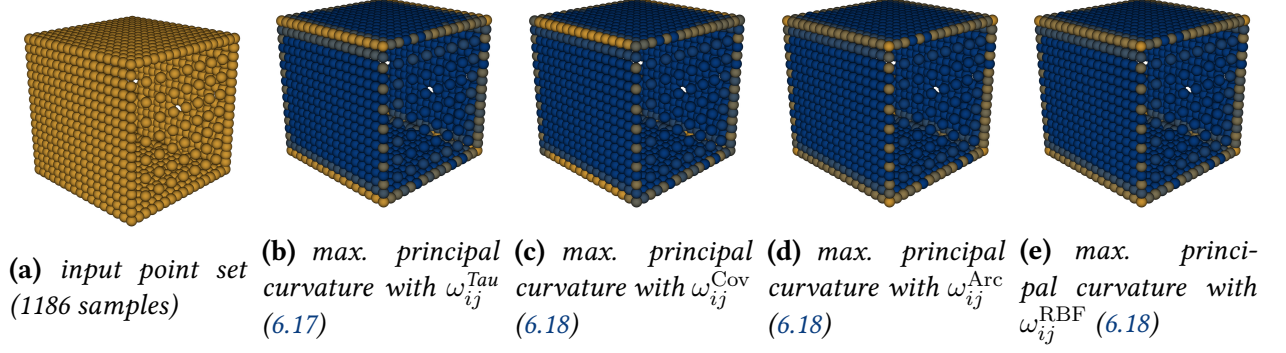 (a) input point set
(1186 samples)
(b) max. principal
curvature with ω_{ij}^{Tau}
(6.17)
(c) max. principal
curvature with ω_{ij}^{Cov}
(6.18)
(d) max. principal
curvature with ω_{ij}^{Arc}
(6.18)
(e) max. princi-
pal curvature with
ω_{ij}^{RBF} (6.18)